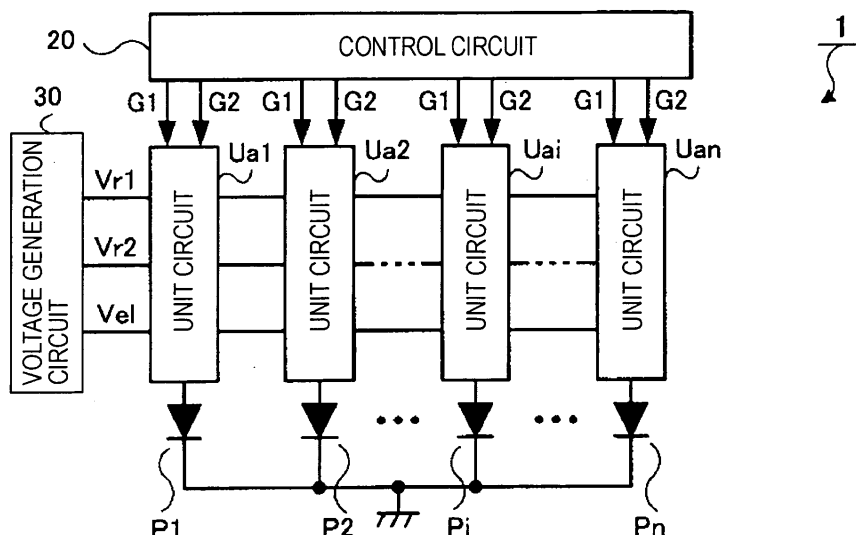 20
CONTROL CIRCUIT
1
G1 G2 G1 G2 G1 G2 G1 G2
30
Ua1 Ua2 Uai Uan
VOLTAGE GENERATION
CIRCUIT
Vr1
Vr2
Vel
UNIT CIRCUIT
UNIT CIRCUIT
UNIT CIRCUIT
UNIT CIRCUIT
P1 P2 Pi Pn